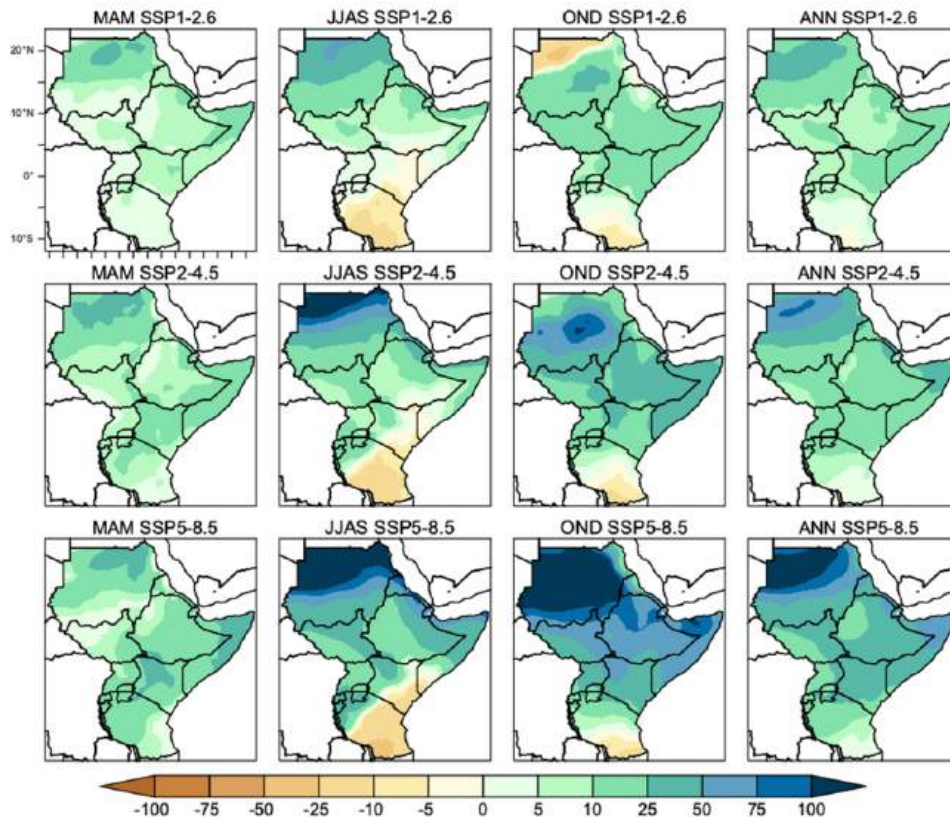 MAM SSP1-2.6 JJAS SSP1-2.6 OND SSP1-2.6 ANN SSP1-2.6
20°N
10°N
0°
10°S
MAM SSP2-4.5 JJAS SSP2-4.5 OND SSP2-4.5 ANN SSP2-4.5
MAM SSP5-8.5 JJAS SSP5-8.5 OND SSP5-8.5 ANN SSP5-8.5
-100 -75 -50 -25 -10 -5 0 5 10 25 50 75 100